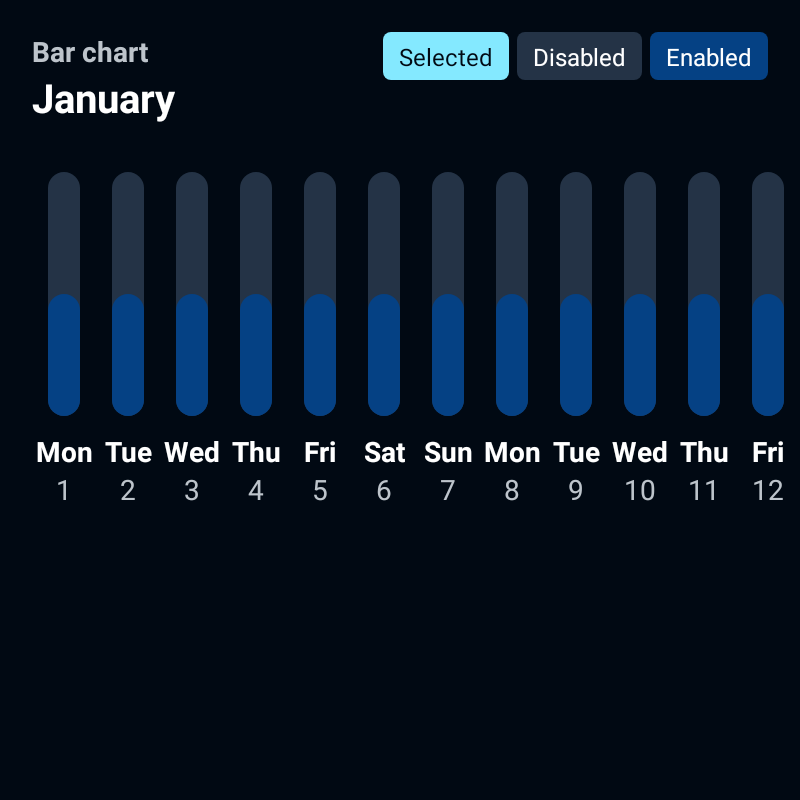 Bar chart
January
Selected Disabled Enabled
Mon Tue Wed Thu Fri Sat Sun Mon Tue Wed Thu Fri
1 2 3 4 5 6 7 8 9 10 11 12